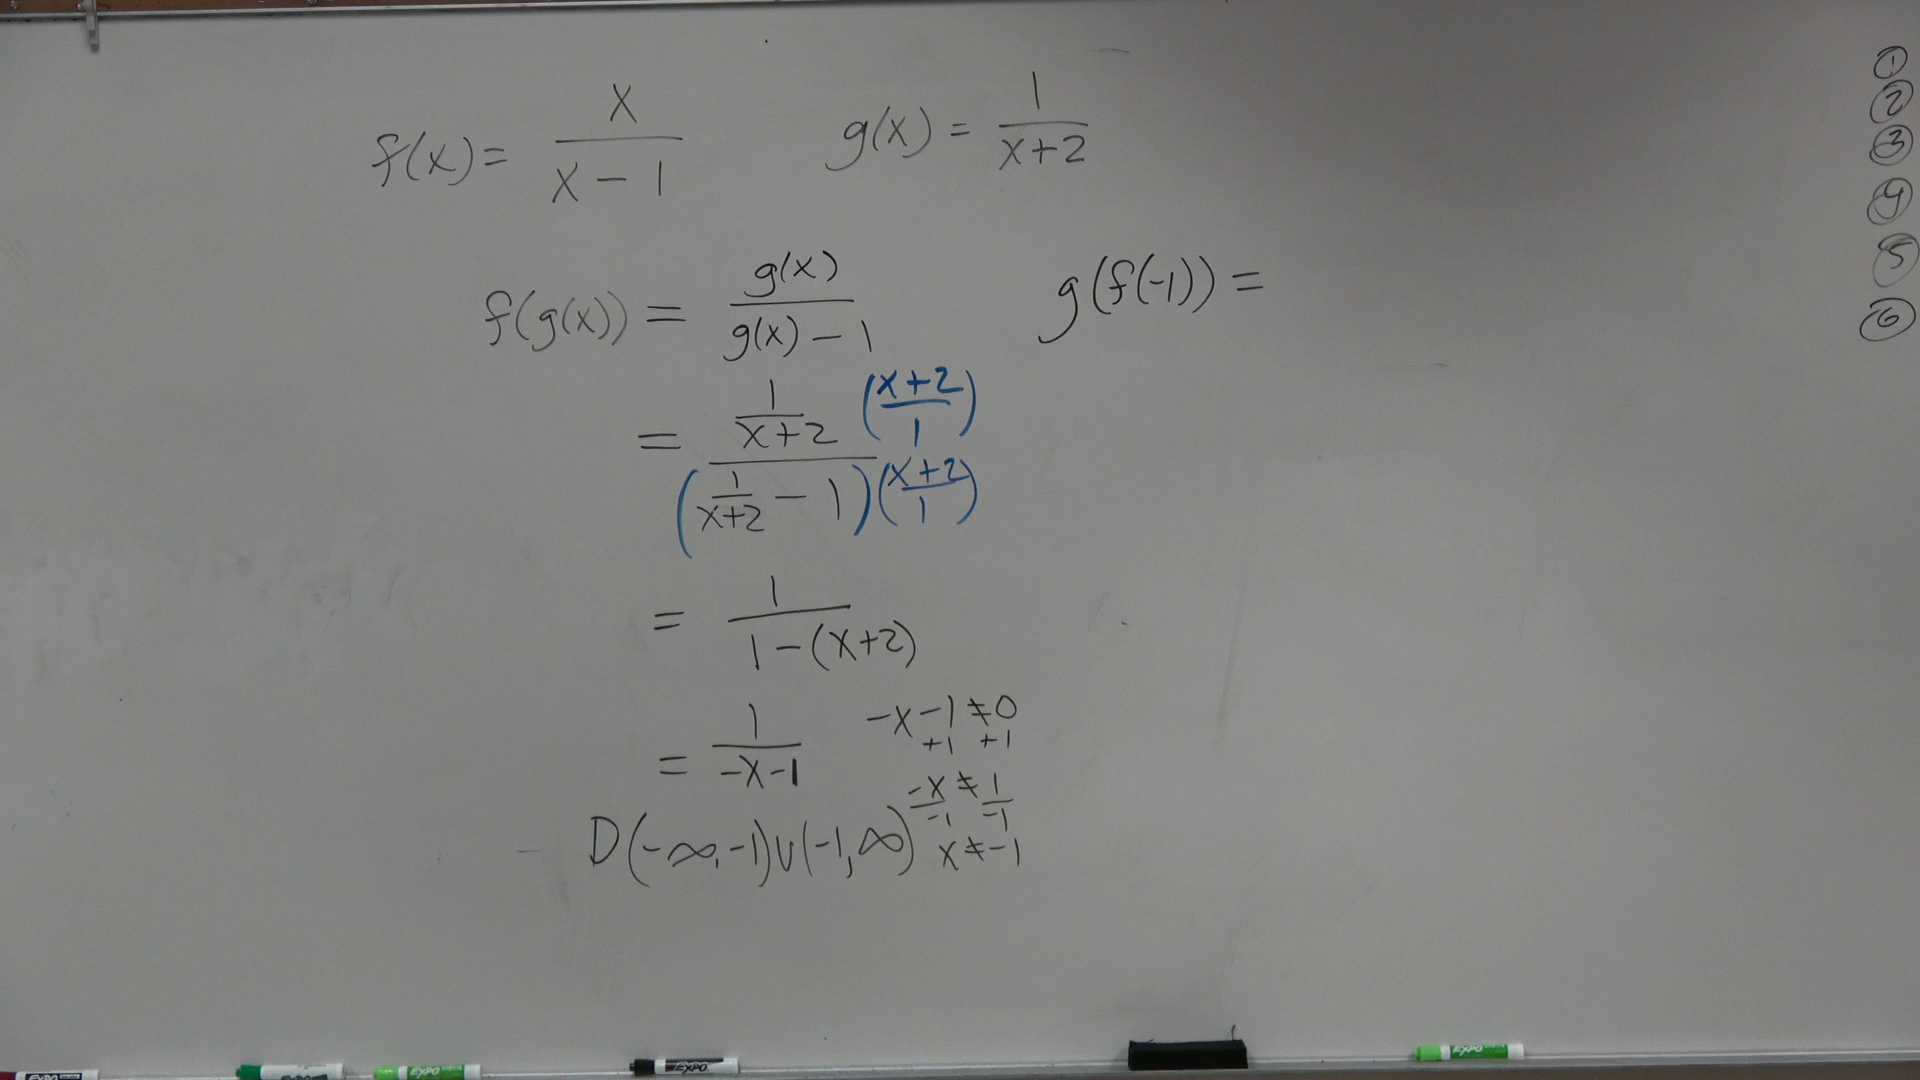 f(x) = x/(x - 1)    g(x) = 1/(x+2)
f(g(x)) = g(x)/(g(x) - 1)    g(f(-1)) =
= (1/(x+2)) ((x+2)/1) / (1/(x+2) - 1)((x+2)/1)
= 1/(1-(x+2))
= 1/(-x-1)    -x-1≠0
+1 +1
-x/-1 ≠ 1/-1
D(-∞,-1)∪(-1,∞)    x≠-1
①
②
③
④
⑤
⑥
EXPO
EXPO
EXPO
EXPO